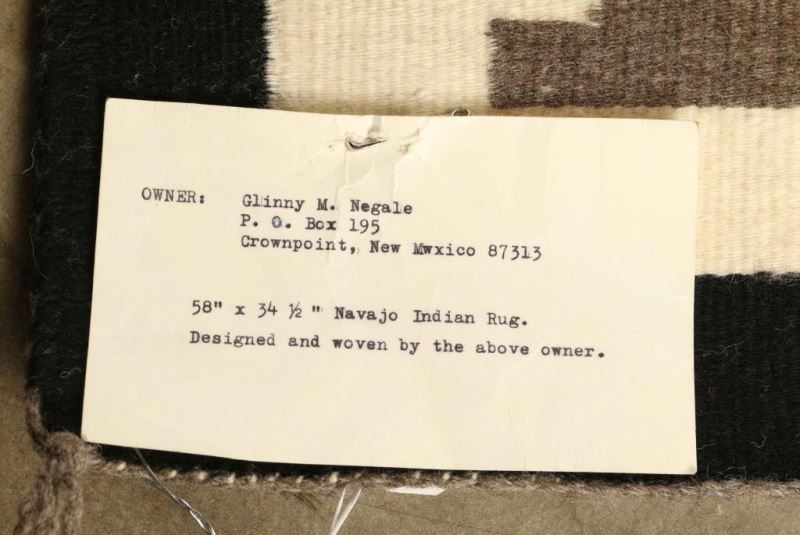 OWNER: Glinny M. Negale
P. O. Box 195
Crownpoint, New Mwxico 87313
58" x 34 ½ " Navajo Indian Rug.
Designed and woven by the above owner.